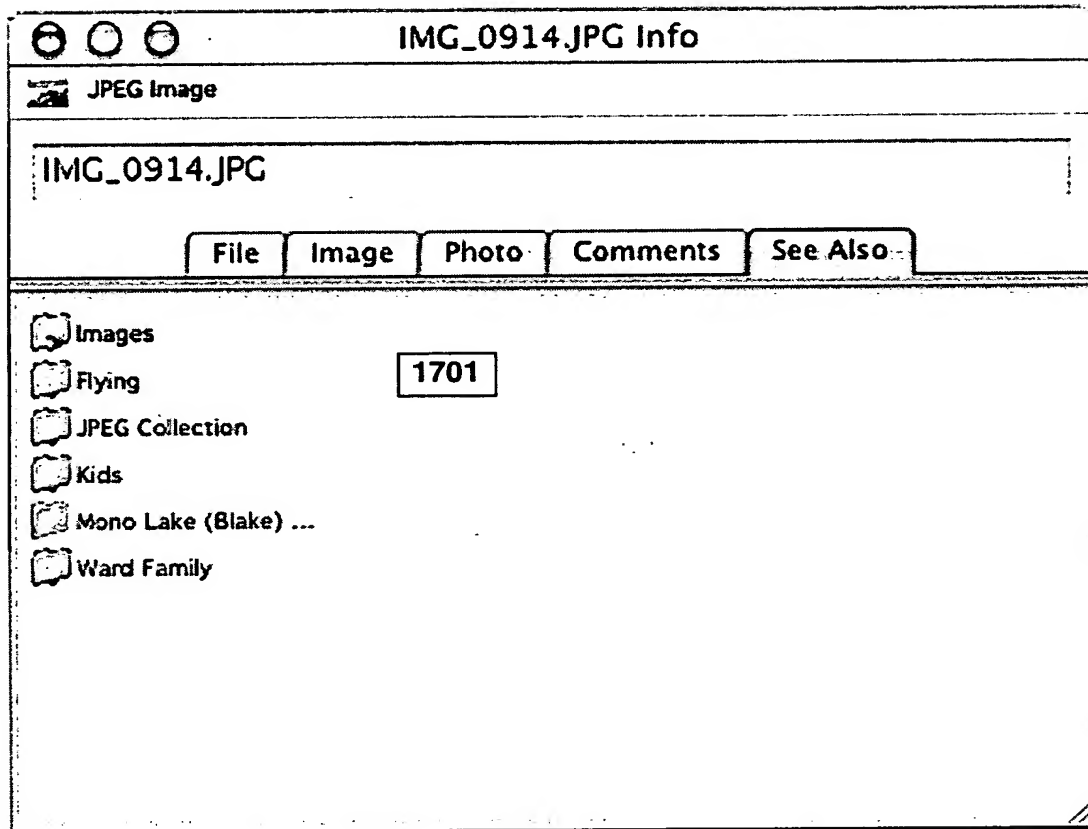 IMG_0914.JPG Info
JPEG Image
IMG_0914.JPG
File Image Photo Comments See Also
Images
Flying 1701
JPEG Collection
Kids
Mono Lake (Blake) ...
Ward Family